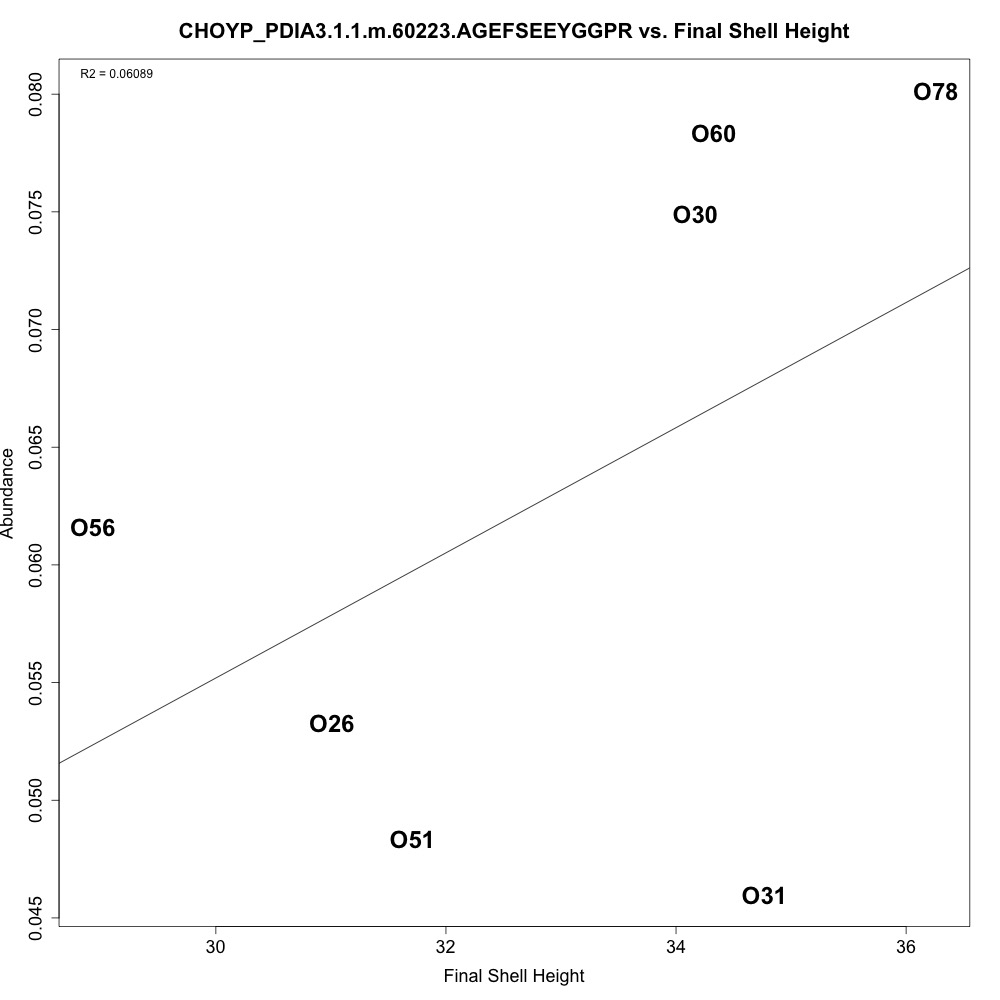 CHOYP_PDIA3.1.1.m.60223.AGEFSEEYGGPR vs. Final Shell Height
R2 = 0.06089
0.080
0.075
0.070
0.065
0.060
0.055
0.050
0.045
Abundance
O78
O60
O30
O56
O26
O51
O31
30 32 34 36
Final Shell Height